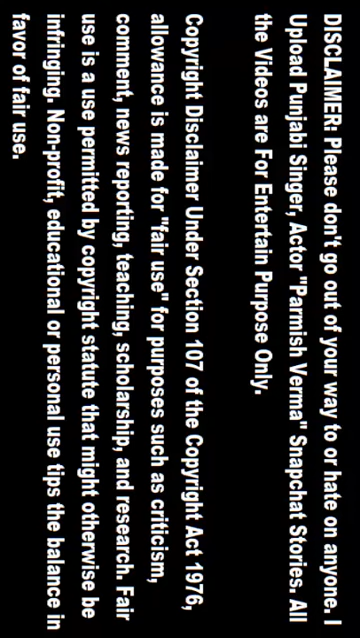 DISCLAIMER: Please don't go out of your way to or hate on anyone. I
Upload Punjabi Singer, Actor "Parmish Verma" Snapchat Stories. All
the Videos are For Entertain Purpose Only.
Copyright Disclaimer Under Section 107 of the Copyright Act 1976,
allowance is made for "fair use" for purposes such as criticism,
comment, news reporting, teaching, scholarship, and research. Fair
use is a use permitted by copyright statute that might otherwise be
infringing. Non-profit, educational or personal use tips the balance in
favor of fair use.